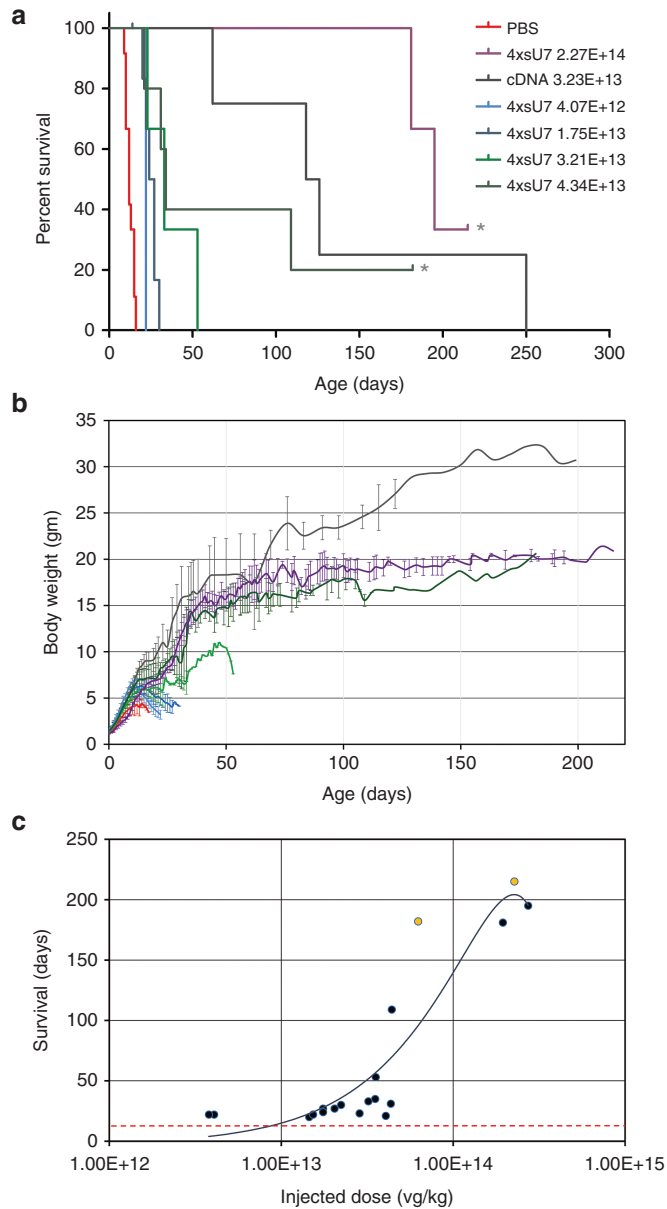 a
100
80
60
40
20
0
Percent survival
0 50 100 150 200 250 300
Age (days)
PBS
4xsU7 2.27E+14
cDNA 3.23E+13
4xsU7 4.07E+12
4xsU7 1.75E+13
4xsU7 3.21E+13
4xsU7 4.34E+13
*
*
b
35
30
25
20
15
10
5
0
Body weight (gm)
0 50 100 150 200
Age (days)
c
250
200
150
100
50
0
Survival (days)
1.00E+12 1.00E+13 1.00E+14 1.00E+15
Injected dose (vg/kg)